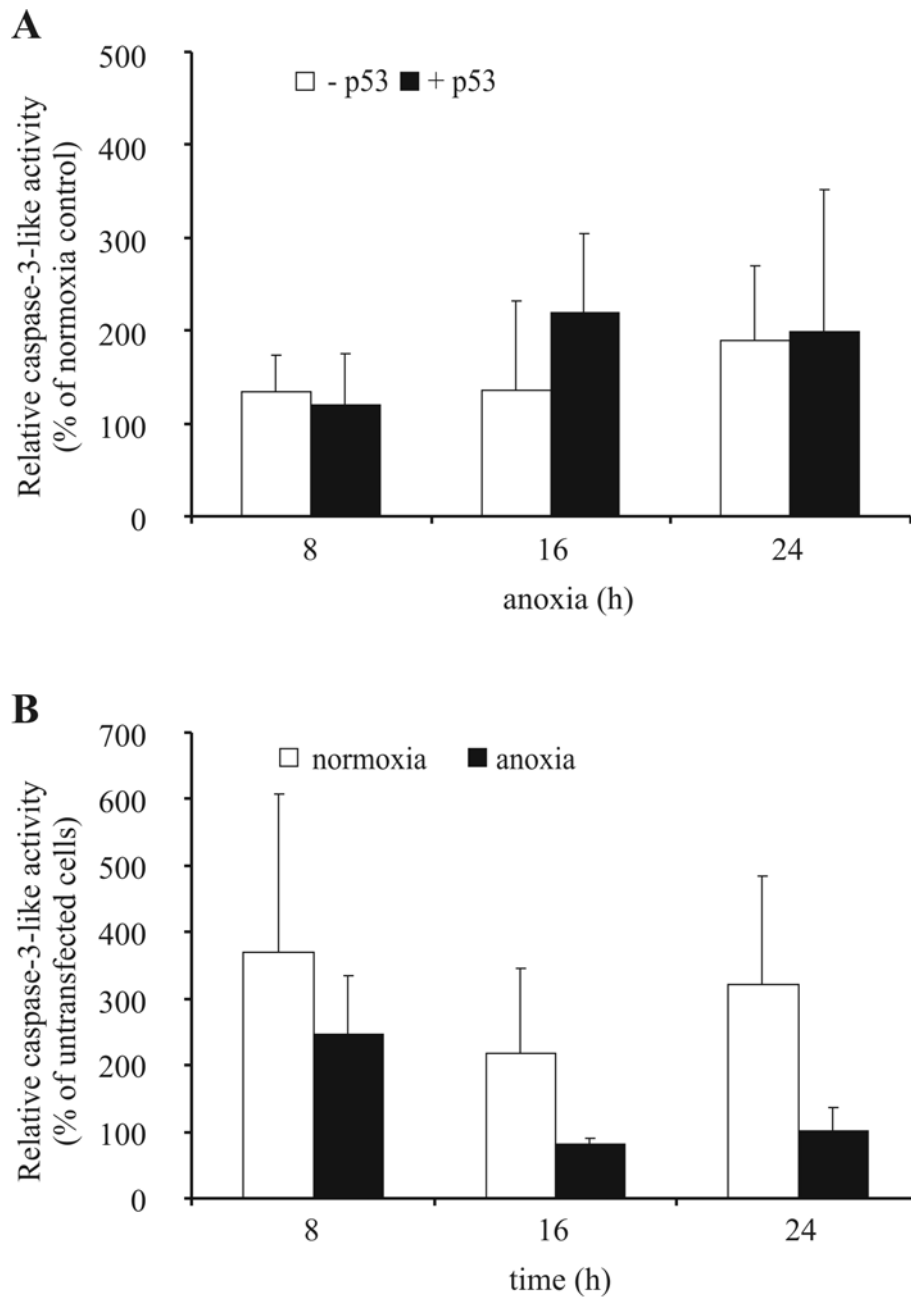 A
Relative caspase-3-like activity
(% of normoxia control)
500
400
300
200
100
0
- p53 + p53
8 16 24
anoxia (h)
B
Relative caspase-3-like activity
(% of untransfected cells)
700
600
500
400
300
200
100
0
normoxia anoxia
8 16 24
time (h)